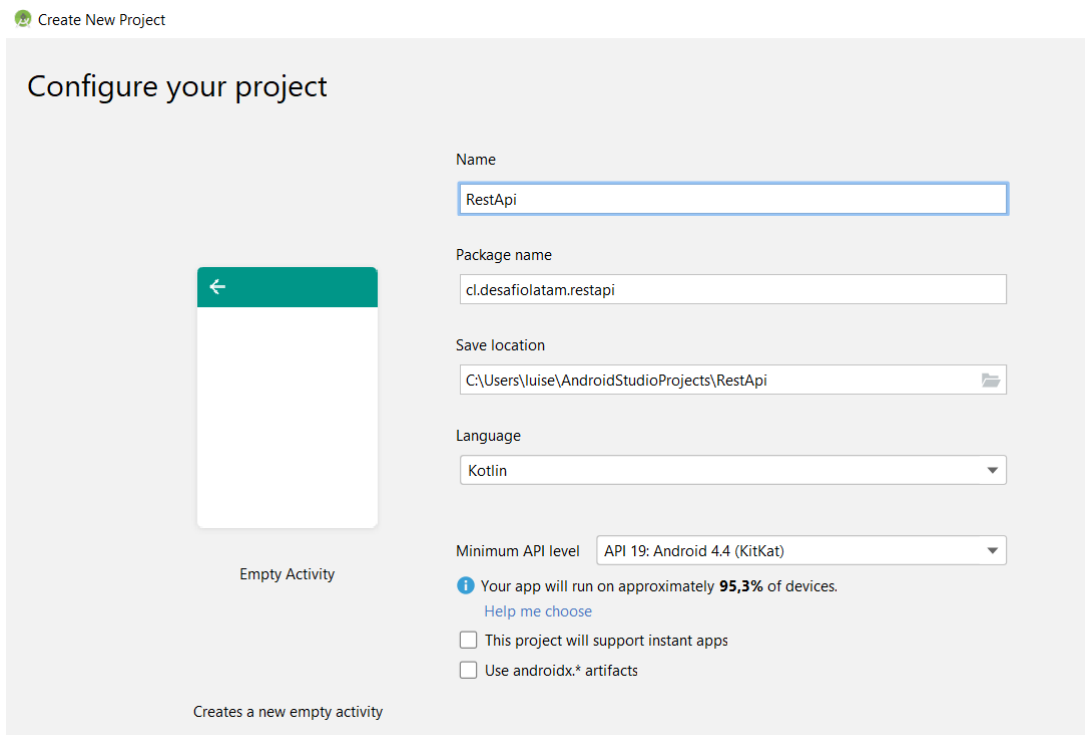 Create New Project
Configure your project
Name
RestApi
Package name
cl.desafiolatam.restapi
Save location
C:\Users\luise\AndroidStudioProjects\RestApi
Language
Kotlin
Minimum API level API 19: Android 4.4 (KitKat)
Your app will run on approximately 95,3% of devices.
Help me choose
This project will support instant apps
Use androidx.* artifacts
Empty Activity
Creates a new empty activity